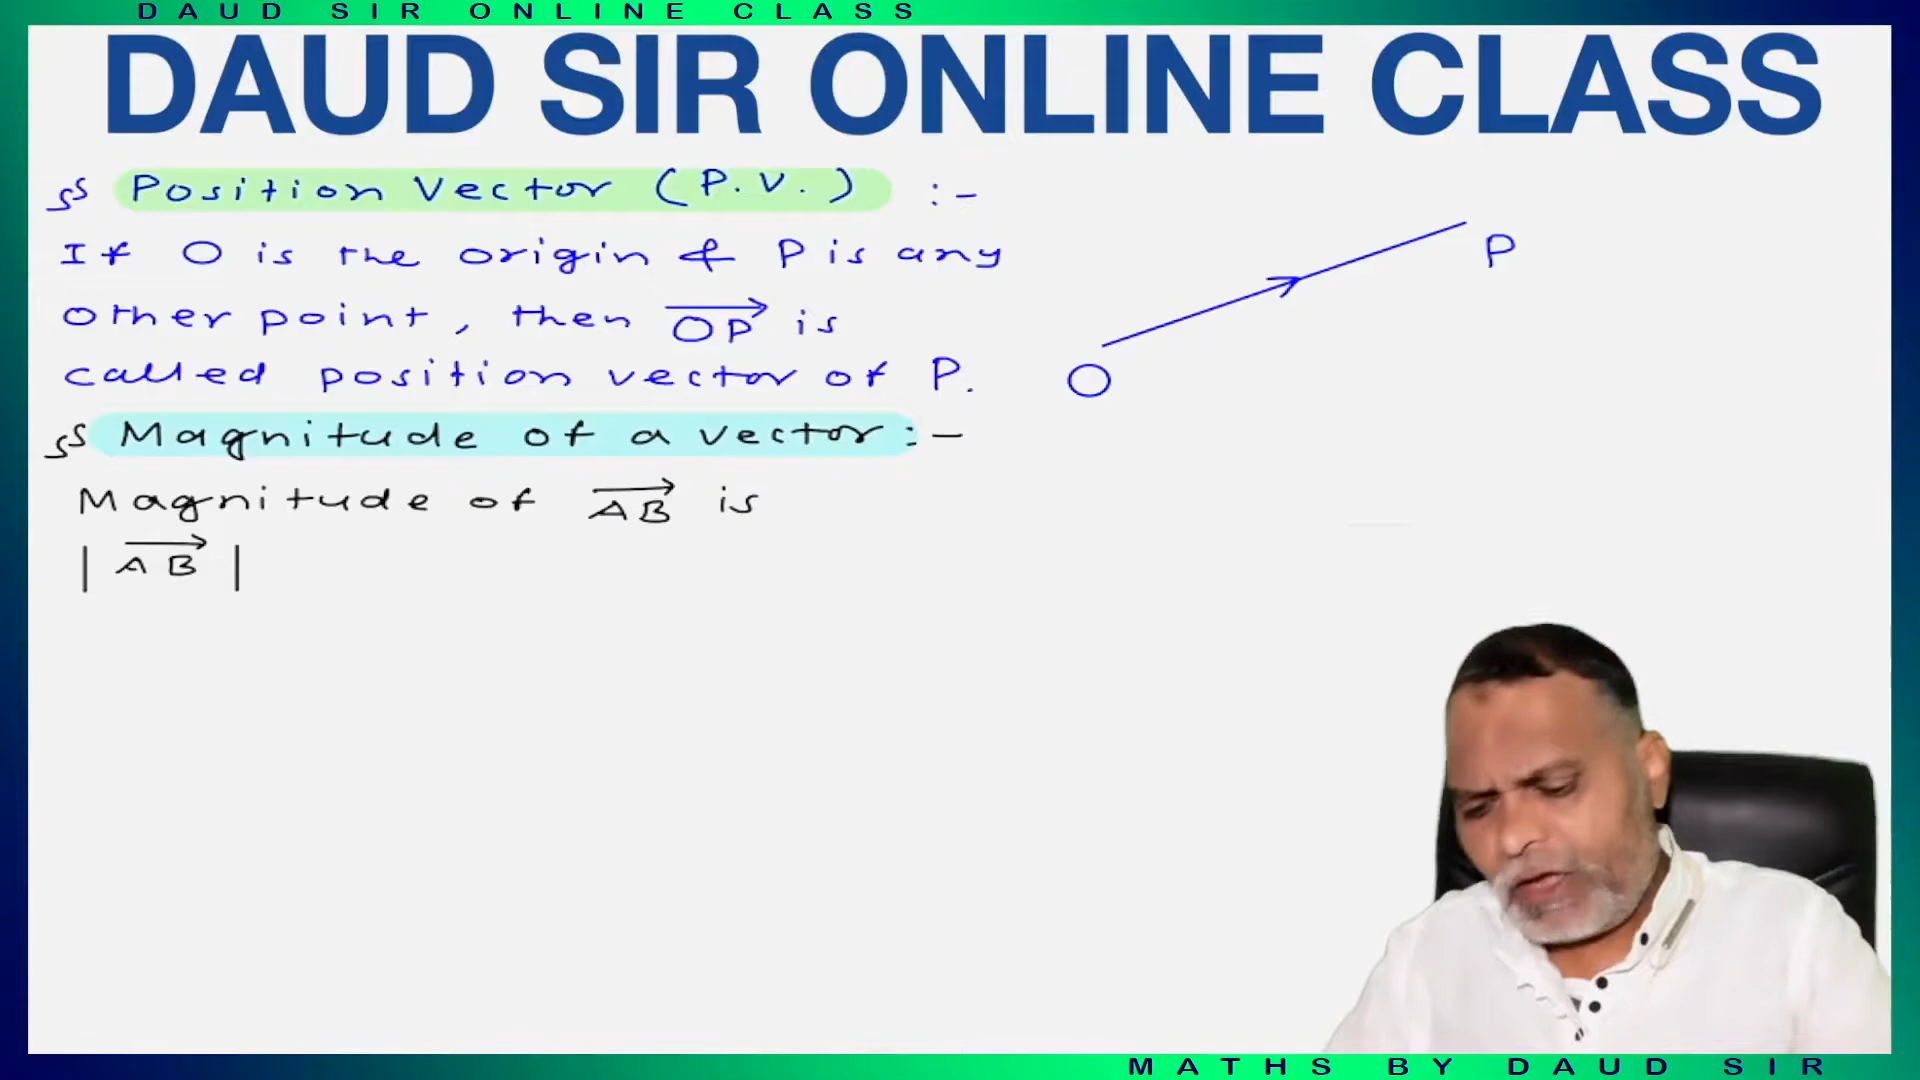 DAUD SIR ONLINE CLASS
DAUD SIR ONLINE CLASS
Position Vector (P.V.) :-
If O is the origin & P is any
other point, then OP⃗ is
called position vector of P.
P
O
Magnitude of a vector:-
Magnitude of AB⃗ is
|AB⃗|
MATHS BY DAUD SIR